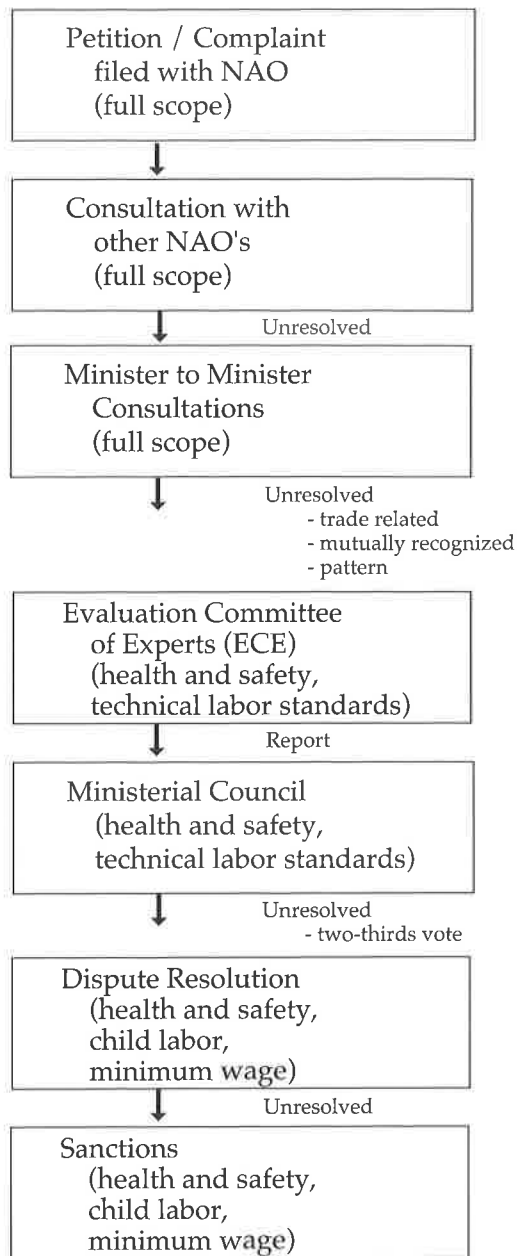 Petition / Complaint
filed with NAO
(full scope)
Consultation with
other NAO's
(full scope)
Unresolved
Minister to Minister
Consultations
(full scope)
Unresolved
- trade related
- mutually recognized
- pattern
Evaluation Committee
of Experts (ECE)
(health and safety,
technical labor standards)
Report
Ministerial Council
(health and safety,
technical labor standards)
Unresolved
- two-thirds vote
Dispute Resolution
(health and safety,
child labor,
minimum wage)
Unresolved
Sanctions
(health and safety,
child labor,
minimum wage)